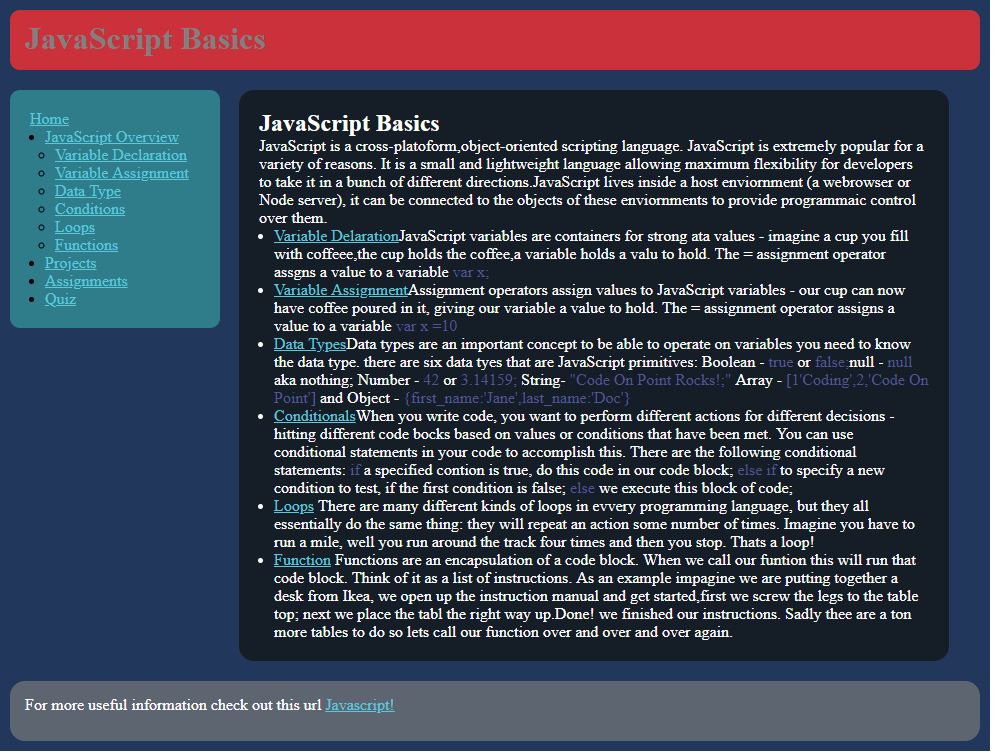 JavaScript Basics
Home
JavaScript Overview
Variable Declaration
Variable Assignment
Data Type
Conditions
Loops
Functions
Projects
Assignments
Quiz
JavaScript Basics
JavaScript is a cross-platoform,object-oriented scripting language. JavaScript is extremely popular for a
variety of reasons. It is a small and lightweight language allowing maximum flexibility for developers
to take it in a bunch of different directions.JavaScript lives inside a host enviornment (a webrowser or
Node server), it can be connected to the objects of these enviornments to provide programmaic control
over them.
Variable DelarationJavaScript variables are containers for strong ata values - imagine a cup you fill
with coffeee,the cup holds the coffee,a variable holds a valu to hold. The = assignment operator
assgns a value to a variable var x;
Variable AssignmentAssignment operators assign values to JavaScript variables - our cup can now
have coffee poured in it, giving our variable a value to hold. The = assignment operator assigns a
value to a variable var x =10
Data TypesData types are an important concept to be able to operate on variables you need to know
the data type. there are six data tyes that are JavaScript primitives: Boolean - true or false;null - null
aka nothing; Number - 42 or 3.14159; String- "Code On Point Rocks!;" Array - [1'Coding',2,'Code On
Point'] and Object - {first_name:'Jane',last_name:'Doc'}
ConditionalsWhen you write code, you want to perform different actions for different decisions -
hitting different code bocks based on values or conditions that have been met. You can use
conditional statements in your code to accomplish this. There are the following conditional
statements: if a specified contion is true, do this code in our code block; else if to specify a new
condition to test, if the first condition is false; else we execute this block of code;
Loops There are many different kinds of loops in evvery programming language, but they all
essentially do the same thing: they will repeat an action some number of times. Imagine you have to
run a mile, well you run around the track four times and then you stop. Thats a loop!
Function Functions are an encapsulation of a code block. When we call our funtion this will run that
code block. Think of it as a list of instructions. As an example impagine we are putting together a
desk from Ikea, we open up the instruction manual and get started,first we screw the legs to the table
top; next we place the tabl the right way up.Done! we finished our instructions. Sadly thee are a ton
more tables to do so lets call our function over and over and over again.
For more useful information check out this url Javascript!